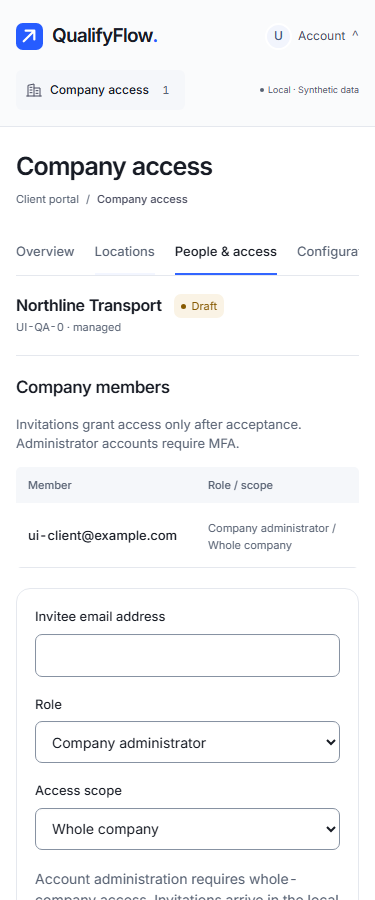 QualifyFlow.
U Account ^
Company access 1
Local · Synthetic data
Company access
Client portal / Company access
Overview Locations People & access Configurat
Northline Transport Draft
UI-QA-0 · managed
Company members
Invitations grant access only after acceptance.
Administrator accounts require MFA.
Member Role / scope
ui-client@example.com Company administrator /
Whole company
Invitee email address
Role
Company administrator
Access scope
Whole company
Account administration requires whole-
company access. Invitations arrive in the local